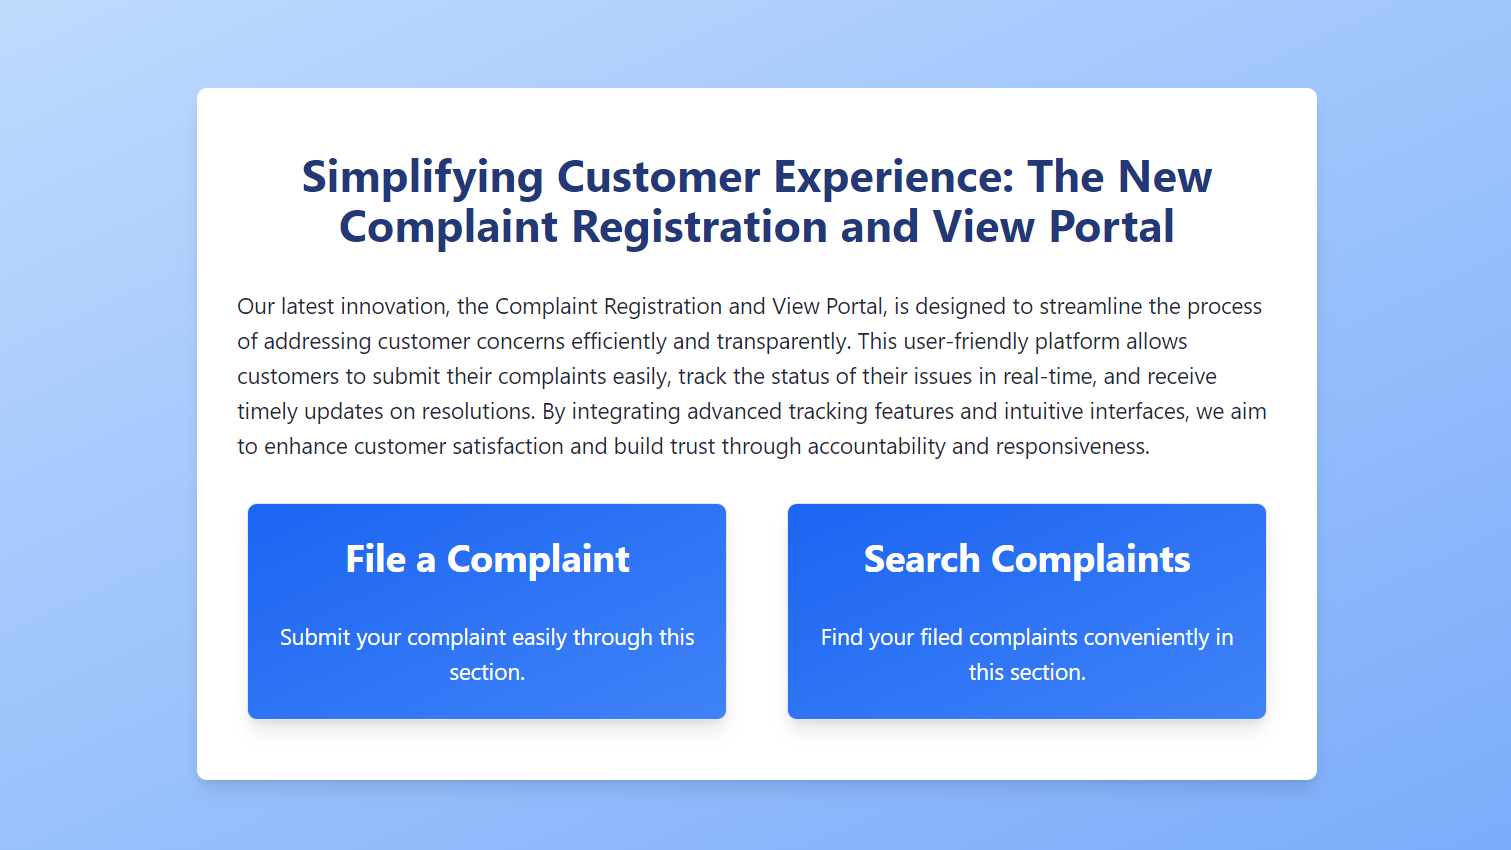 Simplifying Customer Experience: The New
Complaint Registration and View Portal
Our latest innovation, the Complaint Registration and View Portal, is designed to streamline the process
of addressing customer concerns efficiently and transparently. This user-friendly platform allows
customers to submit their complaints easily, track the status of their issues in real-time, and receive
timely updates on resolutions. By integrating advanced tracking features and intuitive interfaces, we aim
to enhance customer satisfaction and build trust through accountability and responsiveness.
File a Complaint
Submit your complaint easily through this
section.
Search Complaints
Find your filed complaints conveniently in
this section.